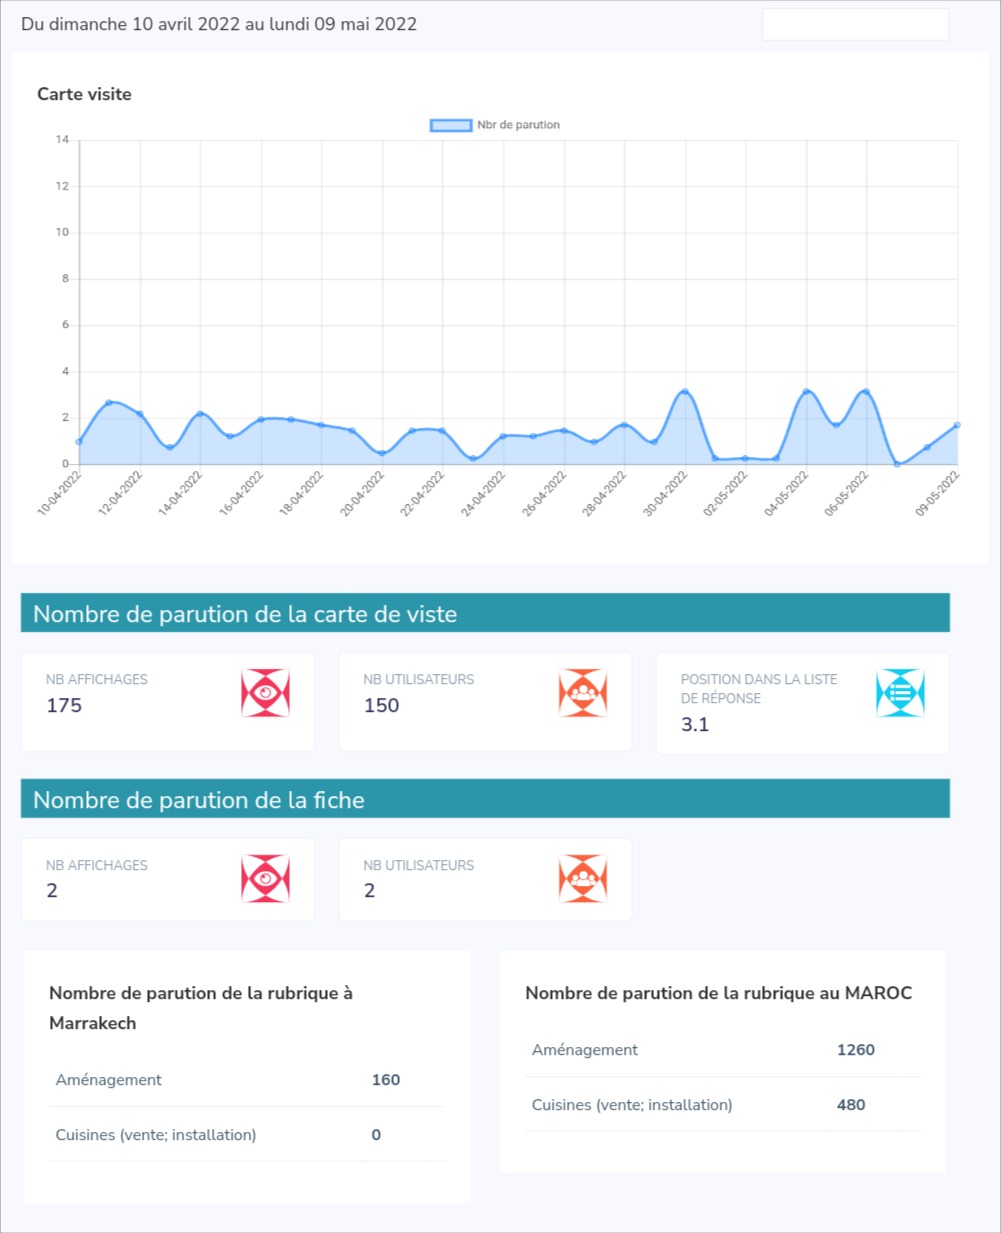 Du dimanche 10 avril 2022 au lundi 09 mai 2022
Carte visite
Nbr de parution
14
12
10
8
6
4
2
0
10-04-2022
12-04-2022
14-04-2022
16-04-2022
18-04-2022
20-04-2022
22-04-2022
24-04-2022
26-04-2022
28-04-2022
30-04-2022
02-05-2022
04-05-2022
06-05-2022
09-05-2022
Nombre de parution de la carte de viste
NB AFFICHAGES
175
NB UTILISATEURS
150
POSITION DANS LA LISTE
DE RÉPONSE
3.1
Nombre de parution de la fiche
NB AFFICHAGES
2
NB UTILISATEURS
2
Nombre de parution de la rubrique à
Marrakech
Aménagement 160
Cuisines (vente; installation) 0
Nombre de parution de la rubrique au MAROC
Aménagement 1260
Cuisines (vente; installation) 480